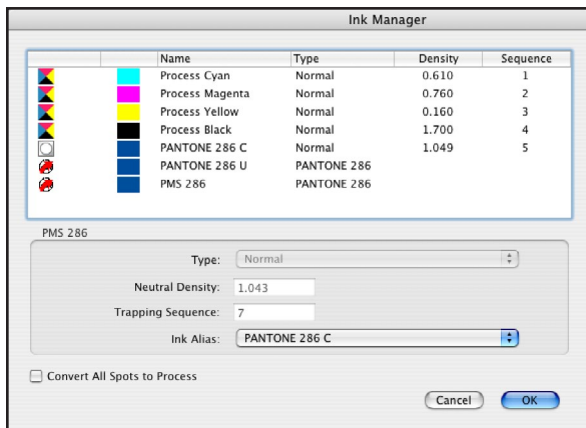 Ink Manager
Name Type Density Sequence
Process Cyan Normal 0.610 1
Process Magenta Normal 0.760 2
Process Yellow Normal 0.160 3
Process Black Normal 1.700 4
PANTONE 286 C Normal 1.049 5
PANTONE 286 U PANTONE 286
PMS 286 PANTONE 286
PMS 286
Type: Normal
Neutral Density: 1.043
Trapping Sequence: 7
Ink Alias: PANTONE 286 C
Convert All Spots to Process
Cancel OK